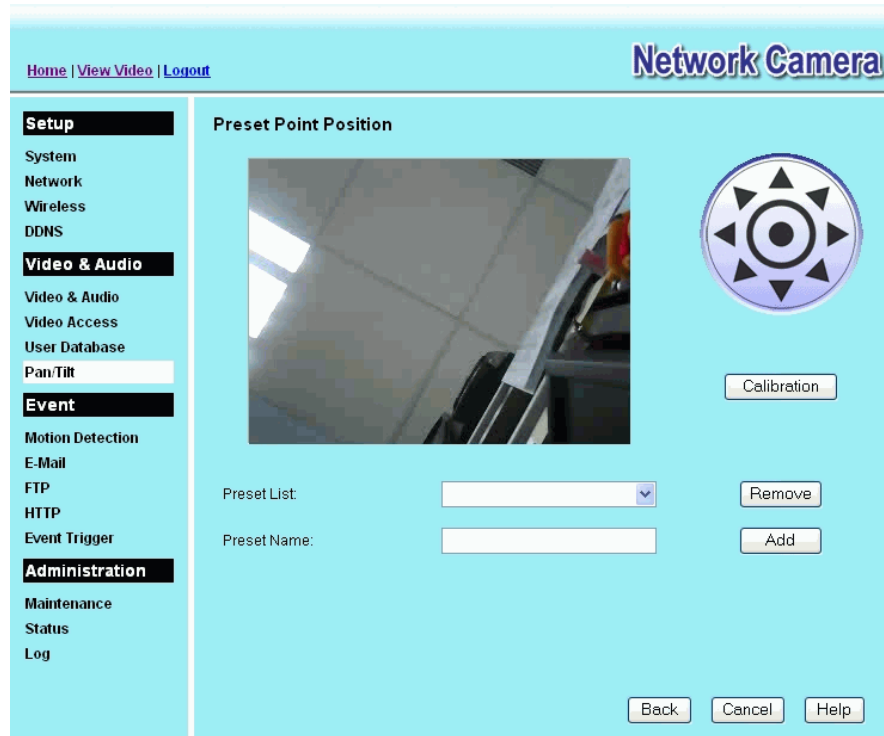 Home | View Video | Logout
Network Camera
Setup
System
Network
Wireless
DDNS
Video & Audio
Video & Audio
Video Access
User Database
Pan/Tilt
Event
Motion Detection
E-Mail
FTP
HTTP
Event Trigger
Administration
Maintenance
Status
Log
Preset Point Position
Calibration
Preset List:
Remove
Preset Name:
Add
Back
Cancel
Help